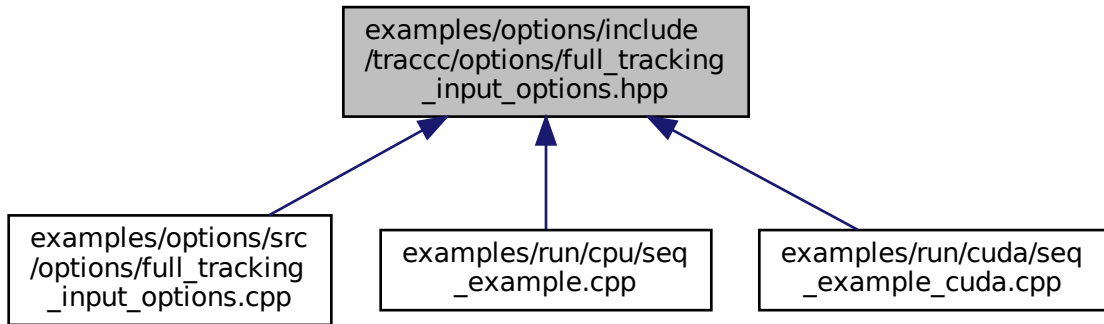 examples/options/include
/traccc/options/full_tracking
_input_options.hpp
examples/options/src
/options/full_tracking
_input_options.cpp
examples/run/cpu/seq
_example.cpp
examples/run/cuda/seq
_example_cuda.cpp